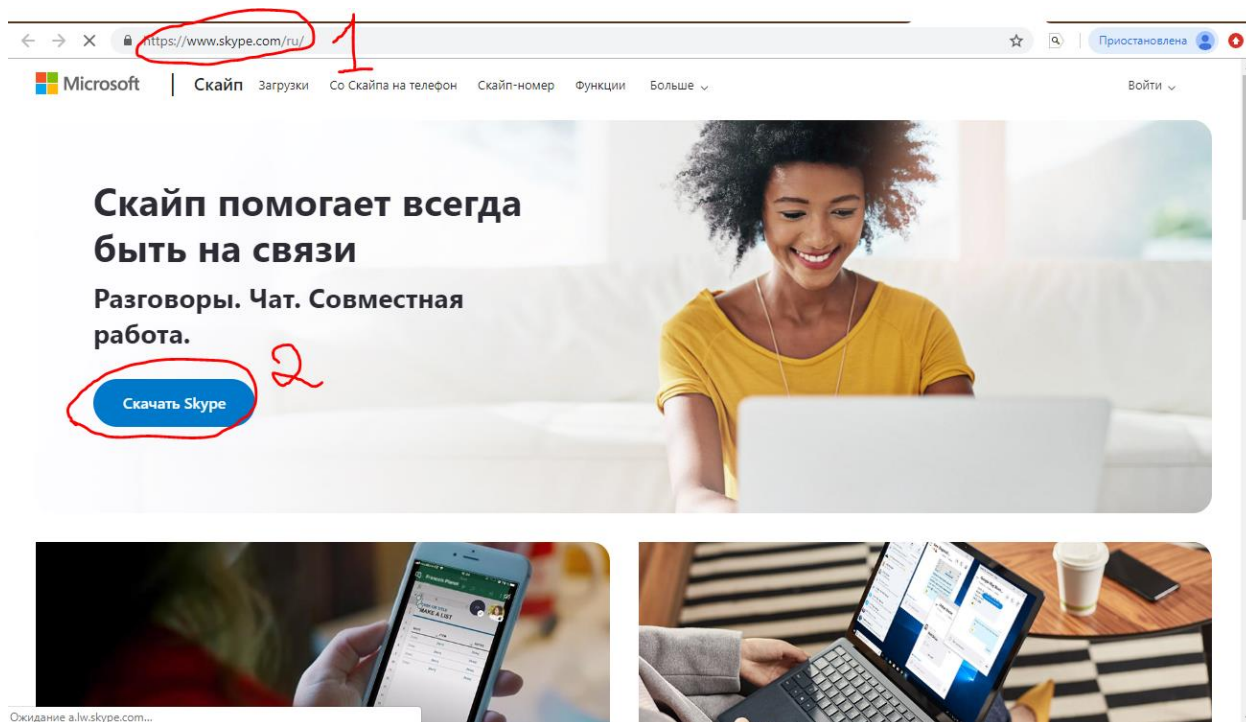 https://www.skype.com/ru/
1
Приостановлена
Microsoft
Скайп Загрузки Со Скайпа на телефон Скайп-номер Функции Больше Войти
Скайп помогает всегда
быть на связи
Разговоры. Чат. Совместная
работа.
2
Скачать Skype
MAKE A LIST
Ожидание a.lw.skype.com...